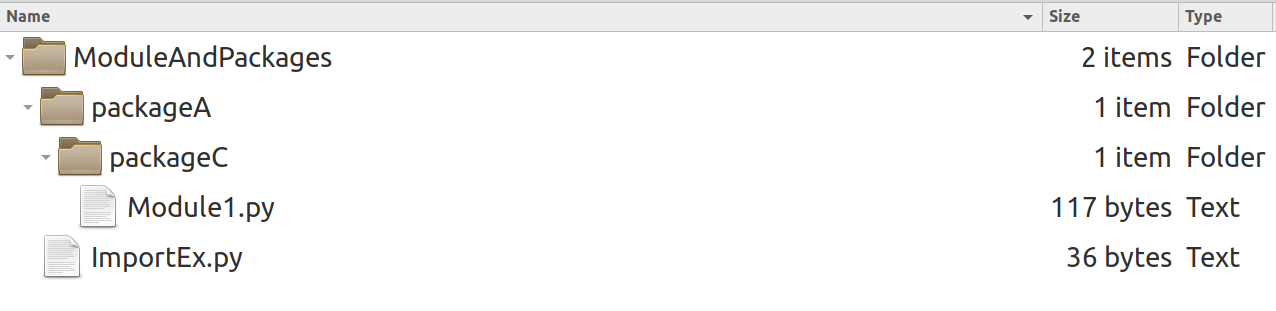 Name Size Type
ModuleAndPackages 2 items Folder
packageA 1 item Folder
packageC 1 item Folder
Module1.py 117 bytes Text
ImportEx.py 36 bytes Text